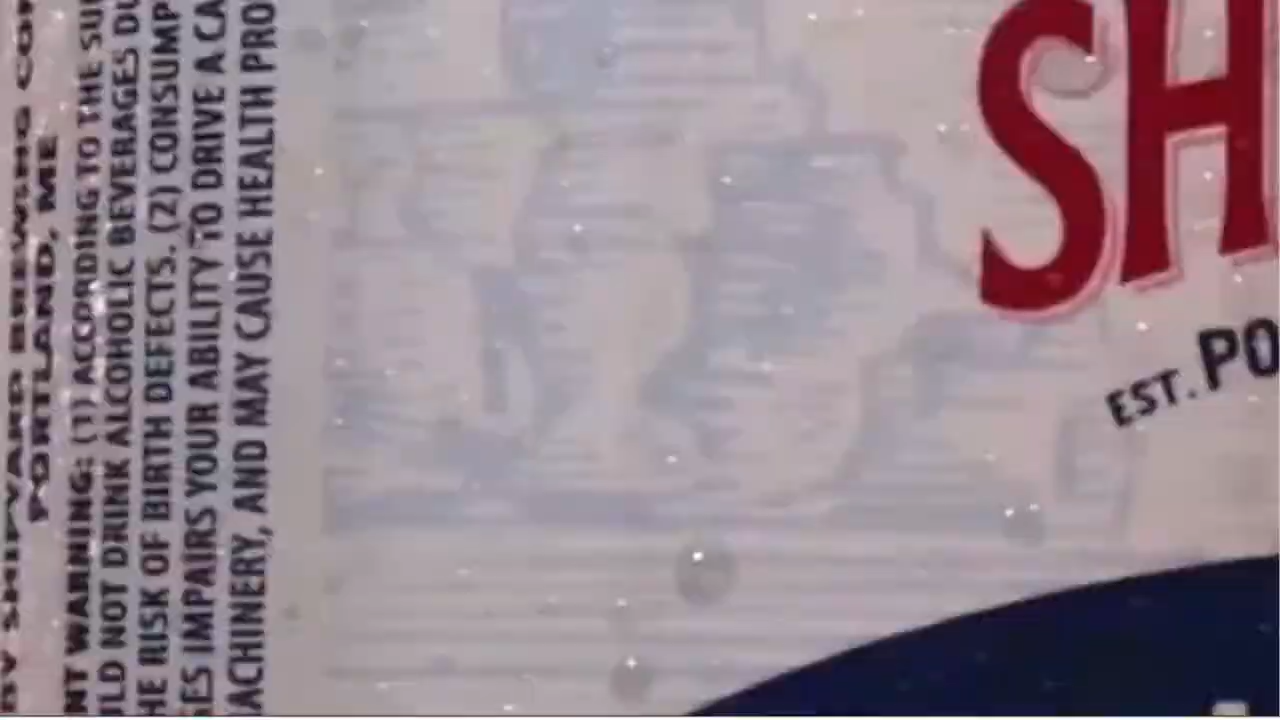 BY SHIPYARD BREWING CO
PORTLAND, ME
NT WARNING: (1) ACCORDING TO THE SU
ULD NOT DRINK ALCOHOLIC BEVERAGES DU
HE RISK OF BIRTH DEFECTS. (2) CONSUMP
GES IMPAIRS YOUR ABILITY TO DRIVE A CA
ACHINERY, AND MAY CAUSE HEALTH PRO
SH
EST. PO